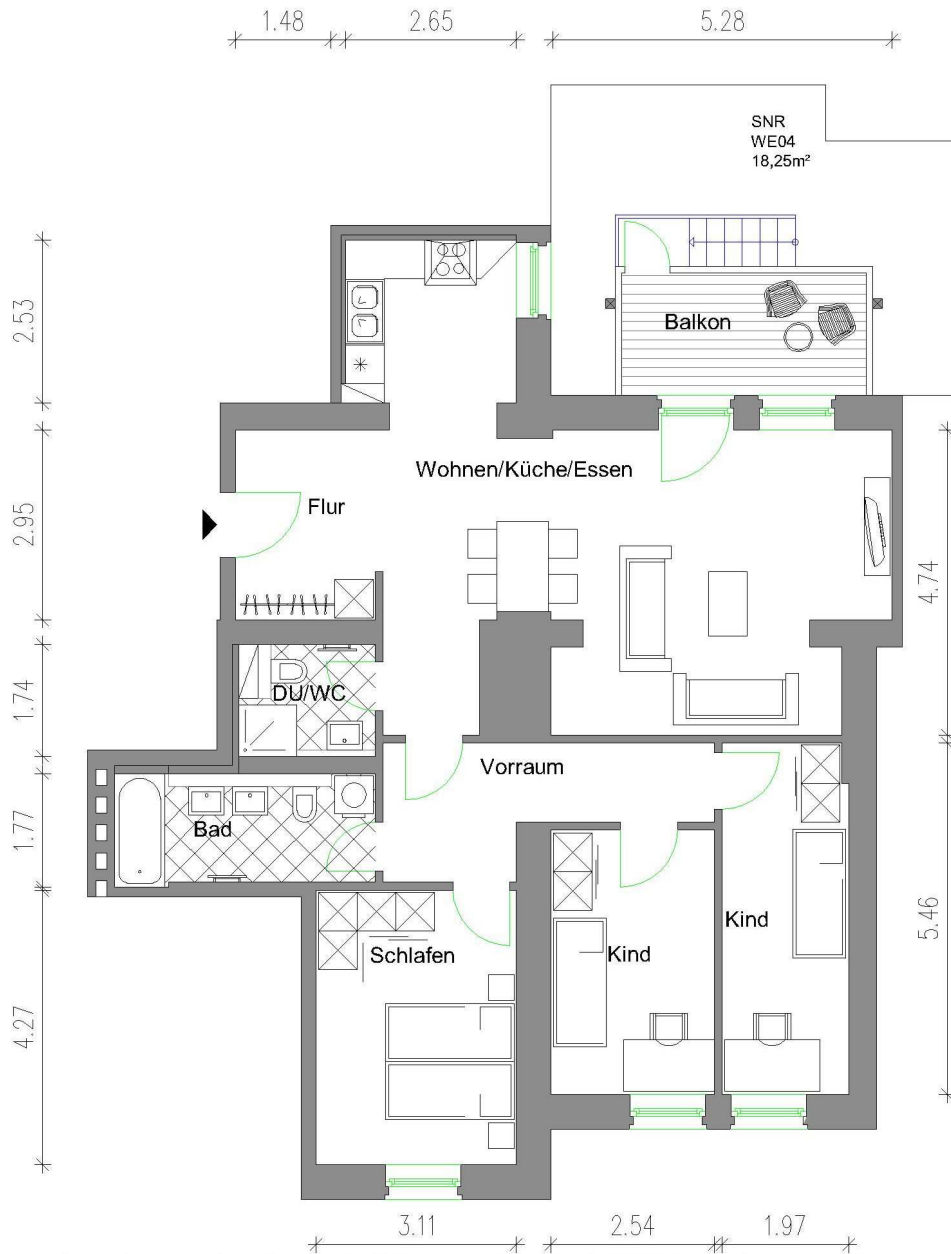 1.48
2.65
5.28
SNR
WE04
18,25m²
2.53
Balkon
Wohnen/Küche/Essen
Flur
2.95
4.74
DU/WC
1.74
Vorraum
Bad
1.77
Kind
Kind
Schlafen
5.46
4.27
3.11
2.54
1.97